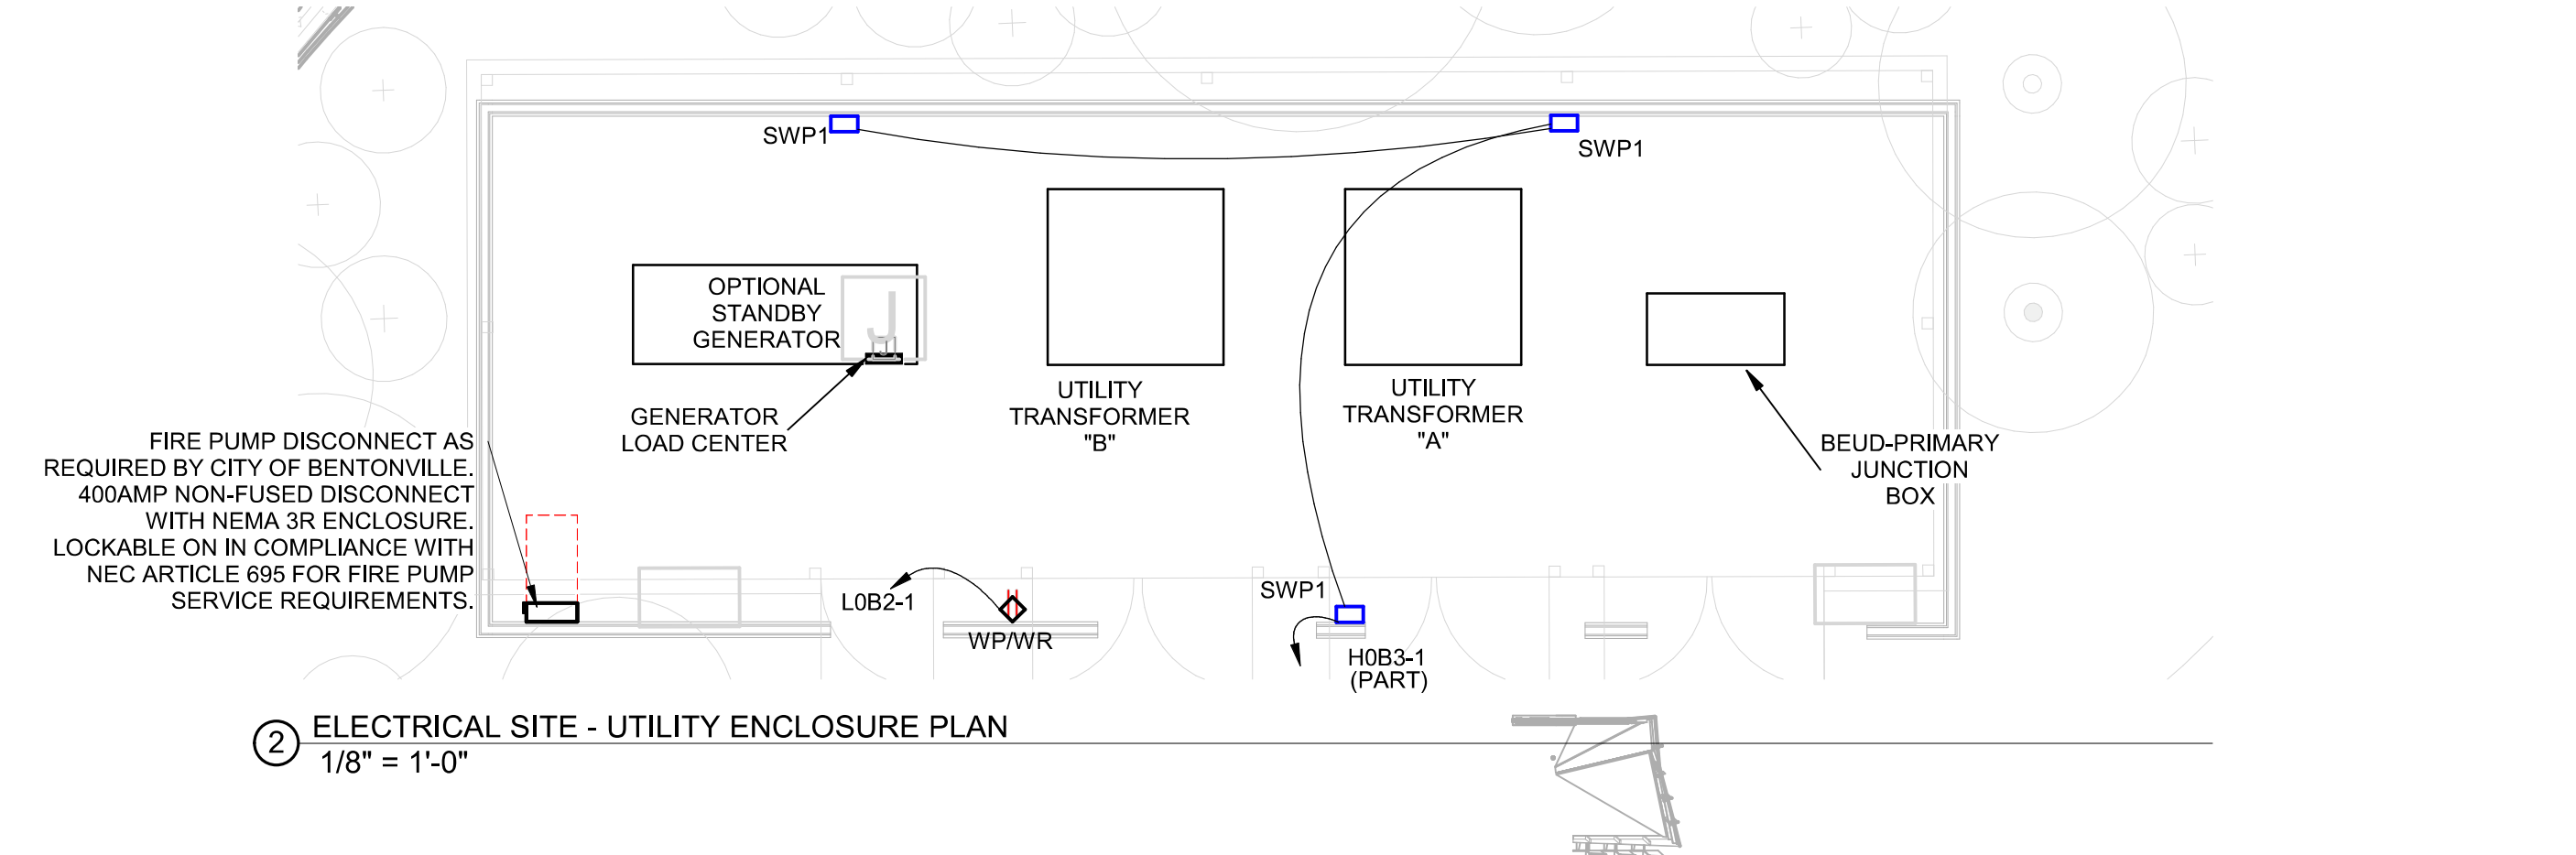 SWP1
SWP1
OPTIONAL
STANDBY
GENERATOR
J
GENERATOR
LOAD CENTER
UTILITY
TRANSFORMER
"B"
UTILITY
TRANSFORMER
"A"
BEUD-PRIMARY
JUNCTION
BOX
FIRE PUMP DISCONNECT AS
REQUIRED BY CITY OF BENTONVILLE.
400AMP NON-FUSED DISCONNECT
WITH NEMA 3R ENCLOSURE.
LOCKABLE ON IN COMPLIANCE WITH
NEC ARTICLE 695 FOR FIRE PUMP
SERVICE REQUIREMENTS.
L0B2-1
WP/WR
SWP1
H0B3-1
(PART)
2
ELECTRICAL SITE - UTILITY ENCLOSURE PLAN
1/8" = 1'-0"